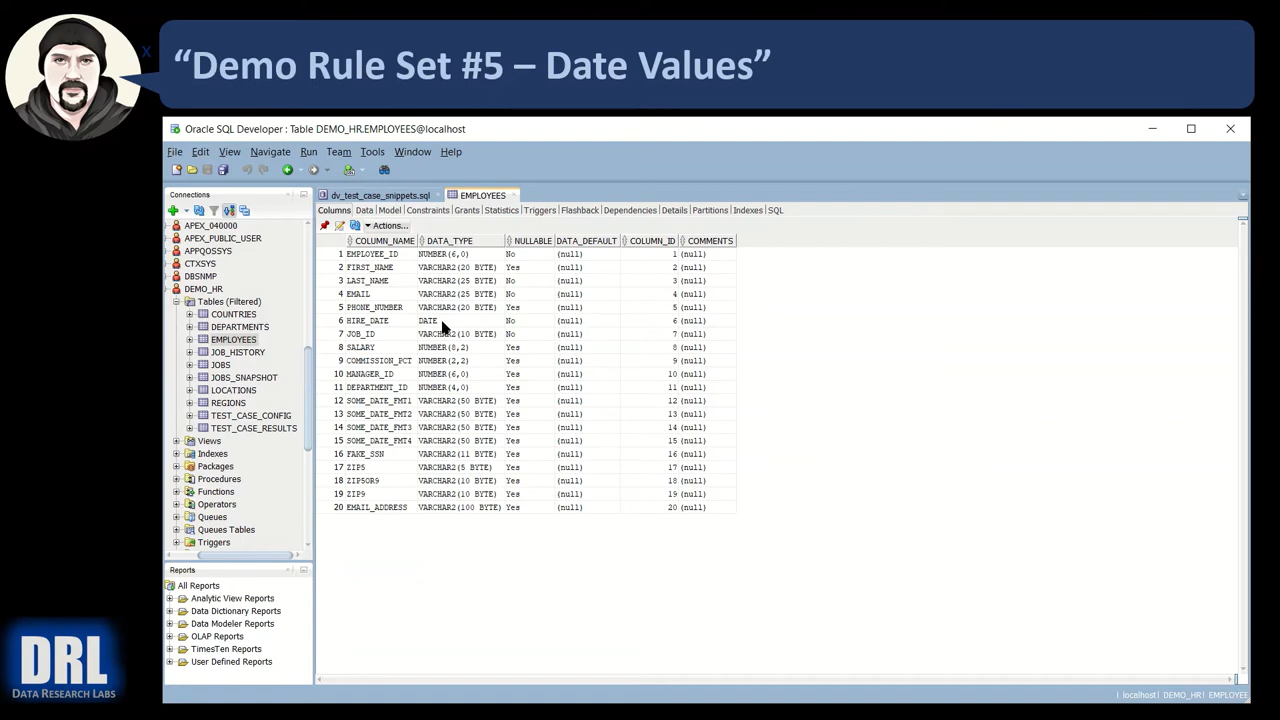 x
“Demo Rule Set #5 – Date Values”
Oracle SQL Developer : Table DEMO_HR.EMPLOYEES@localhost
File Edit View Navigate Run Team Tools Window Help
Connections
dv_test_case_snippets.sql EMPLOYEES
Columns Data Model Constraints Grants Statistics Triggers Flashback Dependencies Details Partitions Indexes SQL
Actions...
APEX_040000
APEX_PUBLIC_USER
APPQOSSYS
CTXSYS
DBSNMP
DEMO_HR
Tables (Filtered)
COUNTRIES
DEPARTMENTS
EMPLOYEES
JOB_HISTORY
JOBS
JOBS_SNAPSHOT
LOCATIONS
REGIONS
TEST_CASE_CONFIG
TEST_CASE_RESULTS
Views
Indexes
Packages
Procedures
Functions
Operators
Queues
Queues Tables
Triggers
COLUMN_NAME DATA_TYPE NULLABLE DATA_DEFAULT COLUMN_ID COMMENTS
1 EMPLOYEE_ID NUMBER(6,0) No (null) 1 (null)
2 FIRST_NAME VARCHAR2(20 BYTE) Yes (null) 2 (null)
3 LAST_NAME VARCHAR2(25 BYTE) No (null) 3 (null)
4 EMAIL VARCHAR2(25 BYTE) No (null) 4 (null)
5 PHONE_NUMBER VARCHAR2(20 BYTE) Yes (null) 5 (null)
6 HIRE_DATE DATE No (null) 6 (null)
7 JOB_ID VARCHAR2(10 BYTE) No (null) 7 (null)
8 SALARY NUMBER(8,2) Yes (null) 8 (null)
9 COMMISSION_PCT NUMBER(2,2) Yes (null) 9 (null)
10 MANAGER_ID NUMBER(6,0) Yes (null) 10 (null)
11 DEPARTMENT_ID NUMBER(4,0) Yes (null) 11 (null)
12 SOME_DATE_FMT1 VARCHAR2(50 BYTE) Yes (null) 12 (null)
13 SOME_DATE_FMT2 VARCHAR2(50 BYTE) Yes (null) 13 (null)
14 SOME_DATE_FMT3 VARCHAR2(50 BYTE) Yes (null) 14 (null)
15 SOME_DATE_FMT4 VARCHAR2(50 BYTE) Yes (null) 15 (null)
16 FAKE_SSN VARCHAR2(11 BYTE) Yes (null) 16 (null)
17 ZIP5 VARCHAR2(5 BYTE) Yes (null) 17 (null)
18 ZIP5OR9 VARCHAR2(10 BYTE) Yes (null) 18 (null)
19 ZIP9 VARCHAR2(10 BYTE) Yes (null) 19 (null)
20 EMAIL_ADDRESS VARCHAR2(100 BYTE) Yes (null) 20 (null)
Reports
All Reports
Analytic View Reports
Data Dictionary Reports
Data Modeler Reports
OLAP Reports
TimesTen Reports
User Defined Reports
DRL
DATA RESEARCH LABS
localhost| DEMO_HR| EMPLOYEE